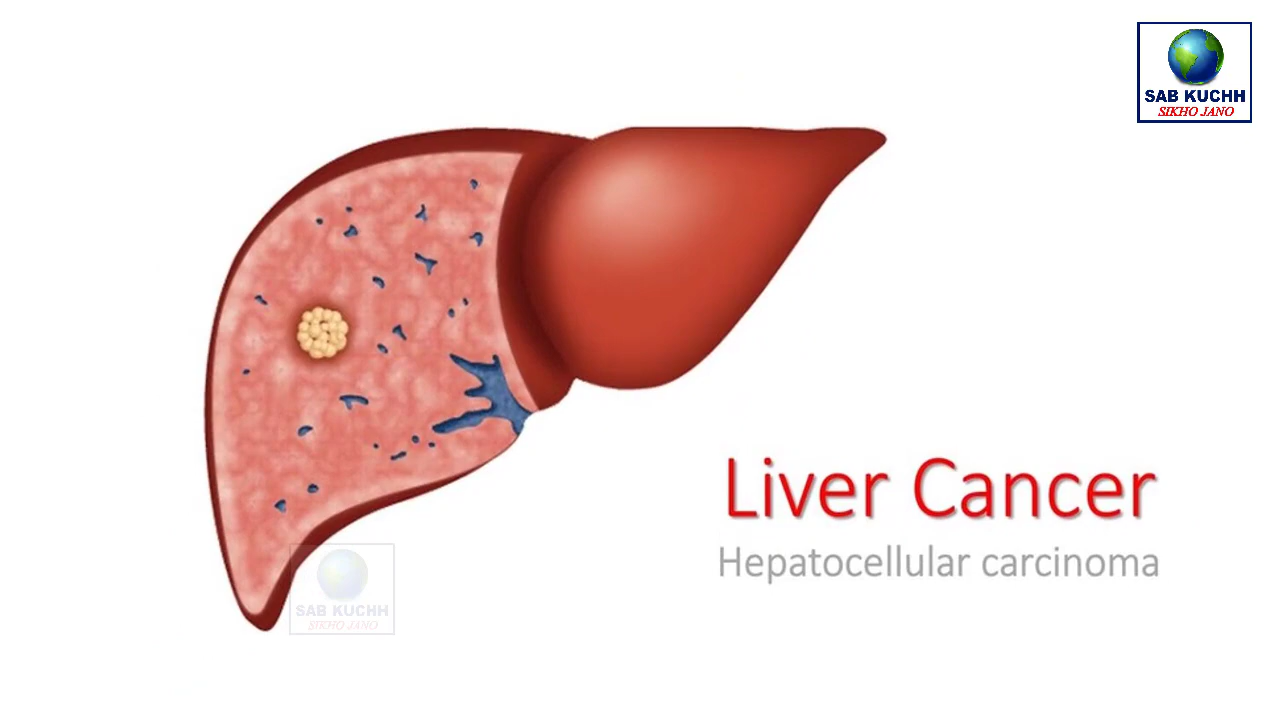 SAB KUCHH
SIKHO JANO
Liver Cancer
Hepatocellular carcinoma
SAB KUCHH
SIKHO JANO